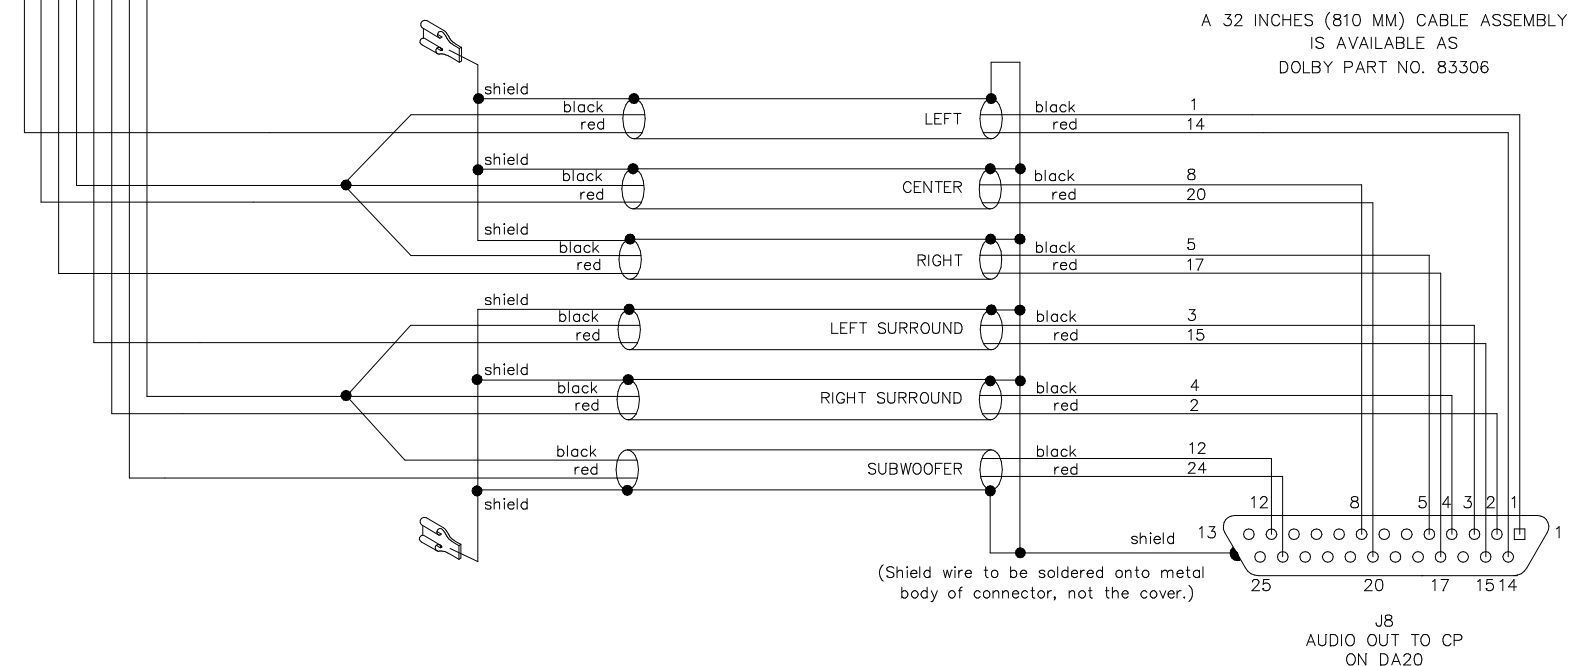 A 32 INCHES (810 MM) CABLE ASSEMBLY
IS AVAILABLE AS
DOLBY PART NO. 83306
shield
black LEFT black 1
red red 14
shield
black CENTER black 8
red red 20
shield
black RIGHT black 5
red red 17
shield
black LEFT SURROUND black 3
red red 15
shield
black RIGHT SURROUND black 4
red red 2
black SUBWOOFER black 12
red red 24
shield
12 8 5 4 3 2 1
shield 13 1
(Shield wire to be soldered onto metal
body of connector, not the cover.)
25 20 17 15 14
J8
AUDIO OUT TO CP
ON DA20